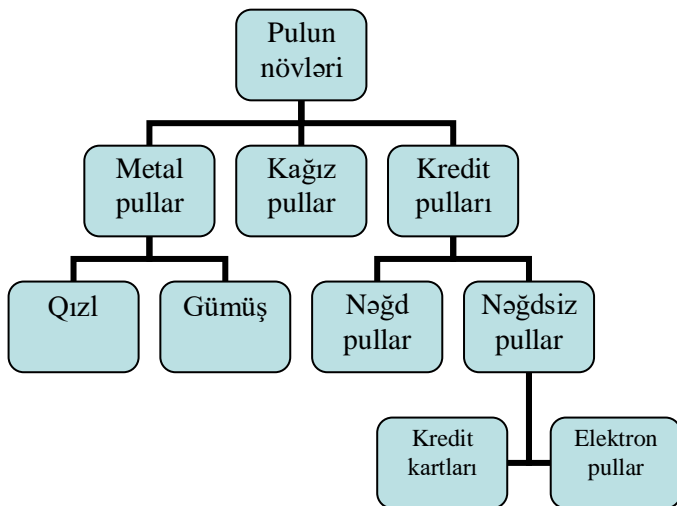 Pulun
növləri
Metal
pullar
Kağız
pullar
Kredit
pulları
Qızl
Gümüş
Nəğd
pullar
Nəğdsiz
pullar
Kredit
kartları
Elektron
pullar